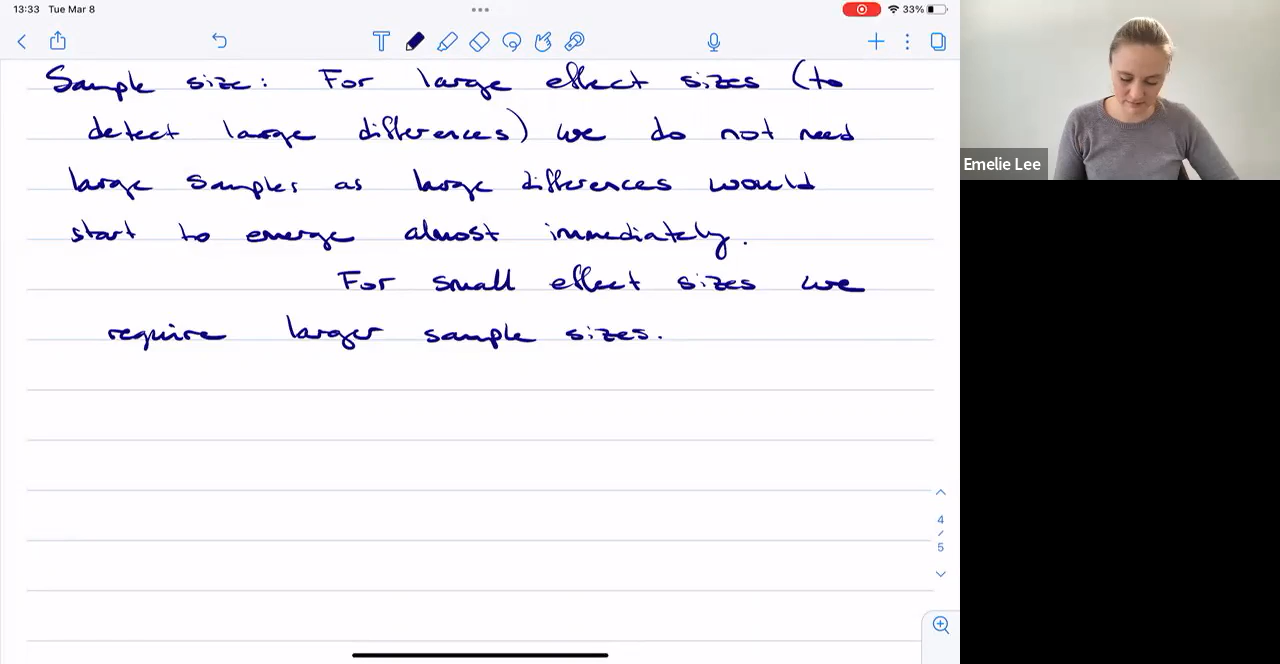 13:33 Tue Mar 8
33%
Sample size: For large effect sizes (to
detect large differences) we do not need
large samples as large differences would
start to emerge almost immediately.
For small effect sizes we
require larger sample sizes.
4
/
5
Emelie Lee